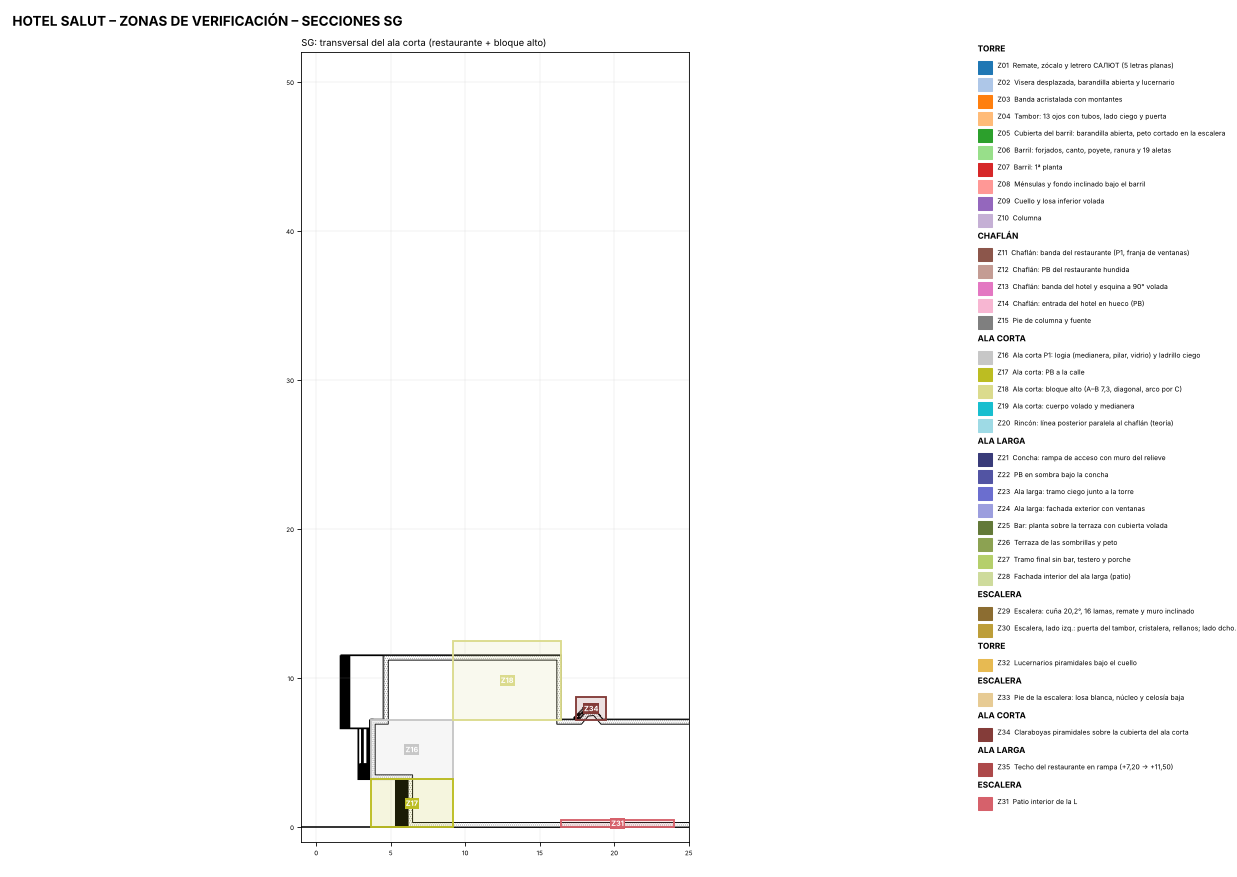 HOTEL SALUT – ZONAS DE VERIFICACIÓN – SECCIONES SG
SG: transversal del ala corta (restaurante + bloque alto)
50
40
30
20
10
0
0 5 10 15 20 25
Z18
Z34
Z16
Z17
Z31
TORRE
Z01 Remate, zócalo y letrero САЛЮТ (5 letras planas)
Z02 Visera desplazada, barandilla abierta y lucernario
Z03 Banda acristalada con montantes
Z04 Tambor: 13 ojos con tubos, lado ciego y puerta
Z05 Cubierta del barril: barandilla abierta, peto cortado en la escalera
Z06 Barril: forjados, canto, poyete, ranura y 19 aletas
Z07 Barril: 1ª planta
Z08 Ménsulas y fondo inclinado bajo el barril
Z09 Cuello y losa inferior volada
Z10 Columna
CHAFLÁN
Z11 Chaflán: banda del restaurante (P1, franja de ventanas)
Z12 Chaflán: PB del restaurante hundida
Z13 Chaflán: banda del hotel y esquina a 90° volada
Z14 Chaflán: entrada del hotel en hueco (PB)
Z15 Pie de columna y fuente
ALA CORTA
Z16 Ala corta P1: logia (medianera, pilar, vidrio) y ladrillo ciego
Z17 Ala corta: PB a la calle
Z18 Ala corta: bloque alto (A–B 7,3, diagonal, arco por C)
Z19 Ala corta: cuerpo volado y medianera
Z20 Rincón: línea posterior paralela al chaflán (teoría)
ALA LARGA
Z21 Concha: rampa de acceso con muro del relieve
Z22 PB en sombra bajo la concha
Z23 Ala larga: tramo ciego junto a la torre
Z24 Ala larga: fachada exterior con ventanas
Z25 Bar: planta sobre la terraza con cubierta volada
Z26 Terraza de las sombrillas y peto
Z27 Tramo final sin bar, testero y porche
Z28 Fachada interior del ala larga (patio)
ESCALERA
Z29 Escalera: cuña 20,2°, 16 lamas, remate y muro inclinado
Z30 Escalera, lado izq.: puerta del tambor, cristalera, rellanos; lado dcho.
TORRE
Z32 Lucernarios piramidales bajo el cuello
ESCALERA
Z33 Pie de la escalera: losa blanca, núcleo y celosía baja
ALA CORTA
Z34 Claraboyas piramidales sobre la cubierta del ala corta
ALA LARGA
Z35 Techo del restaurante en rampa (+7,20 → +11,50)
ESCALERA
Z31 Patio interior de la L